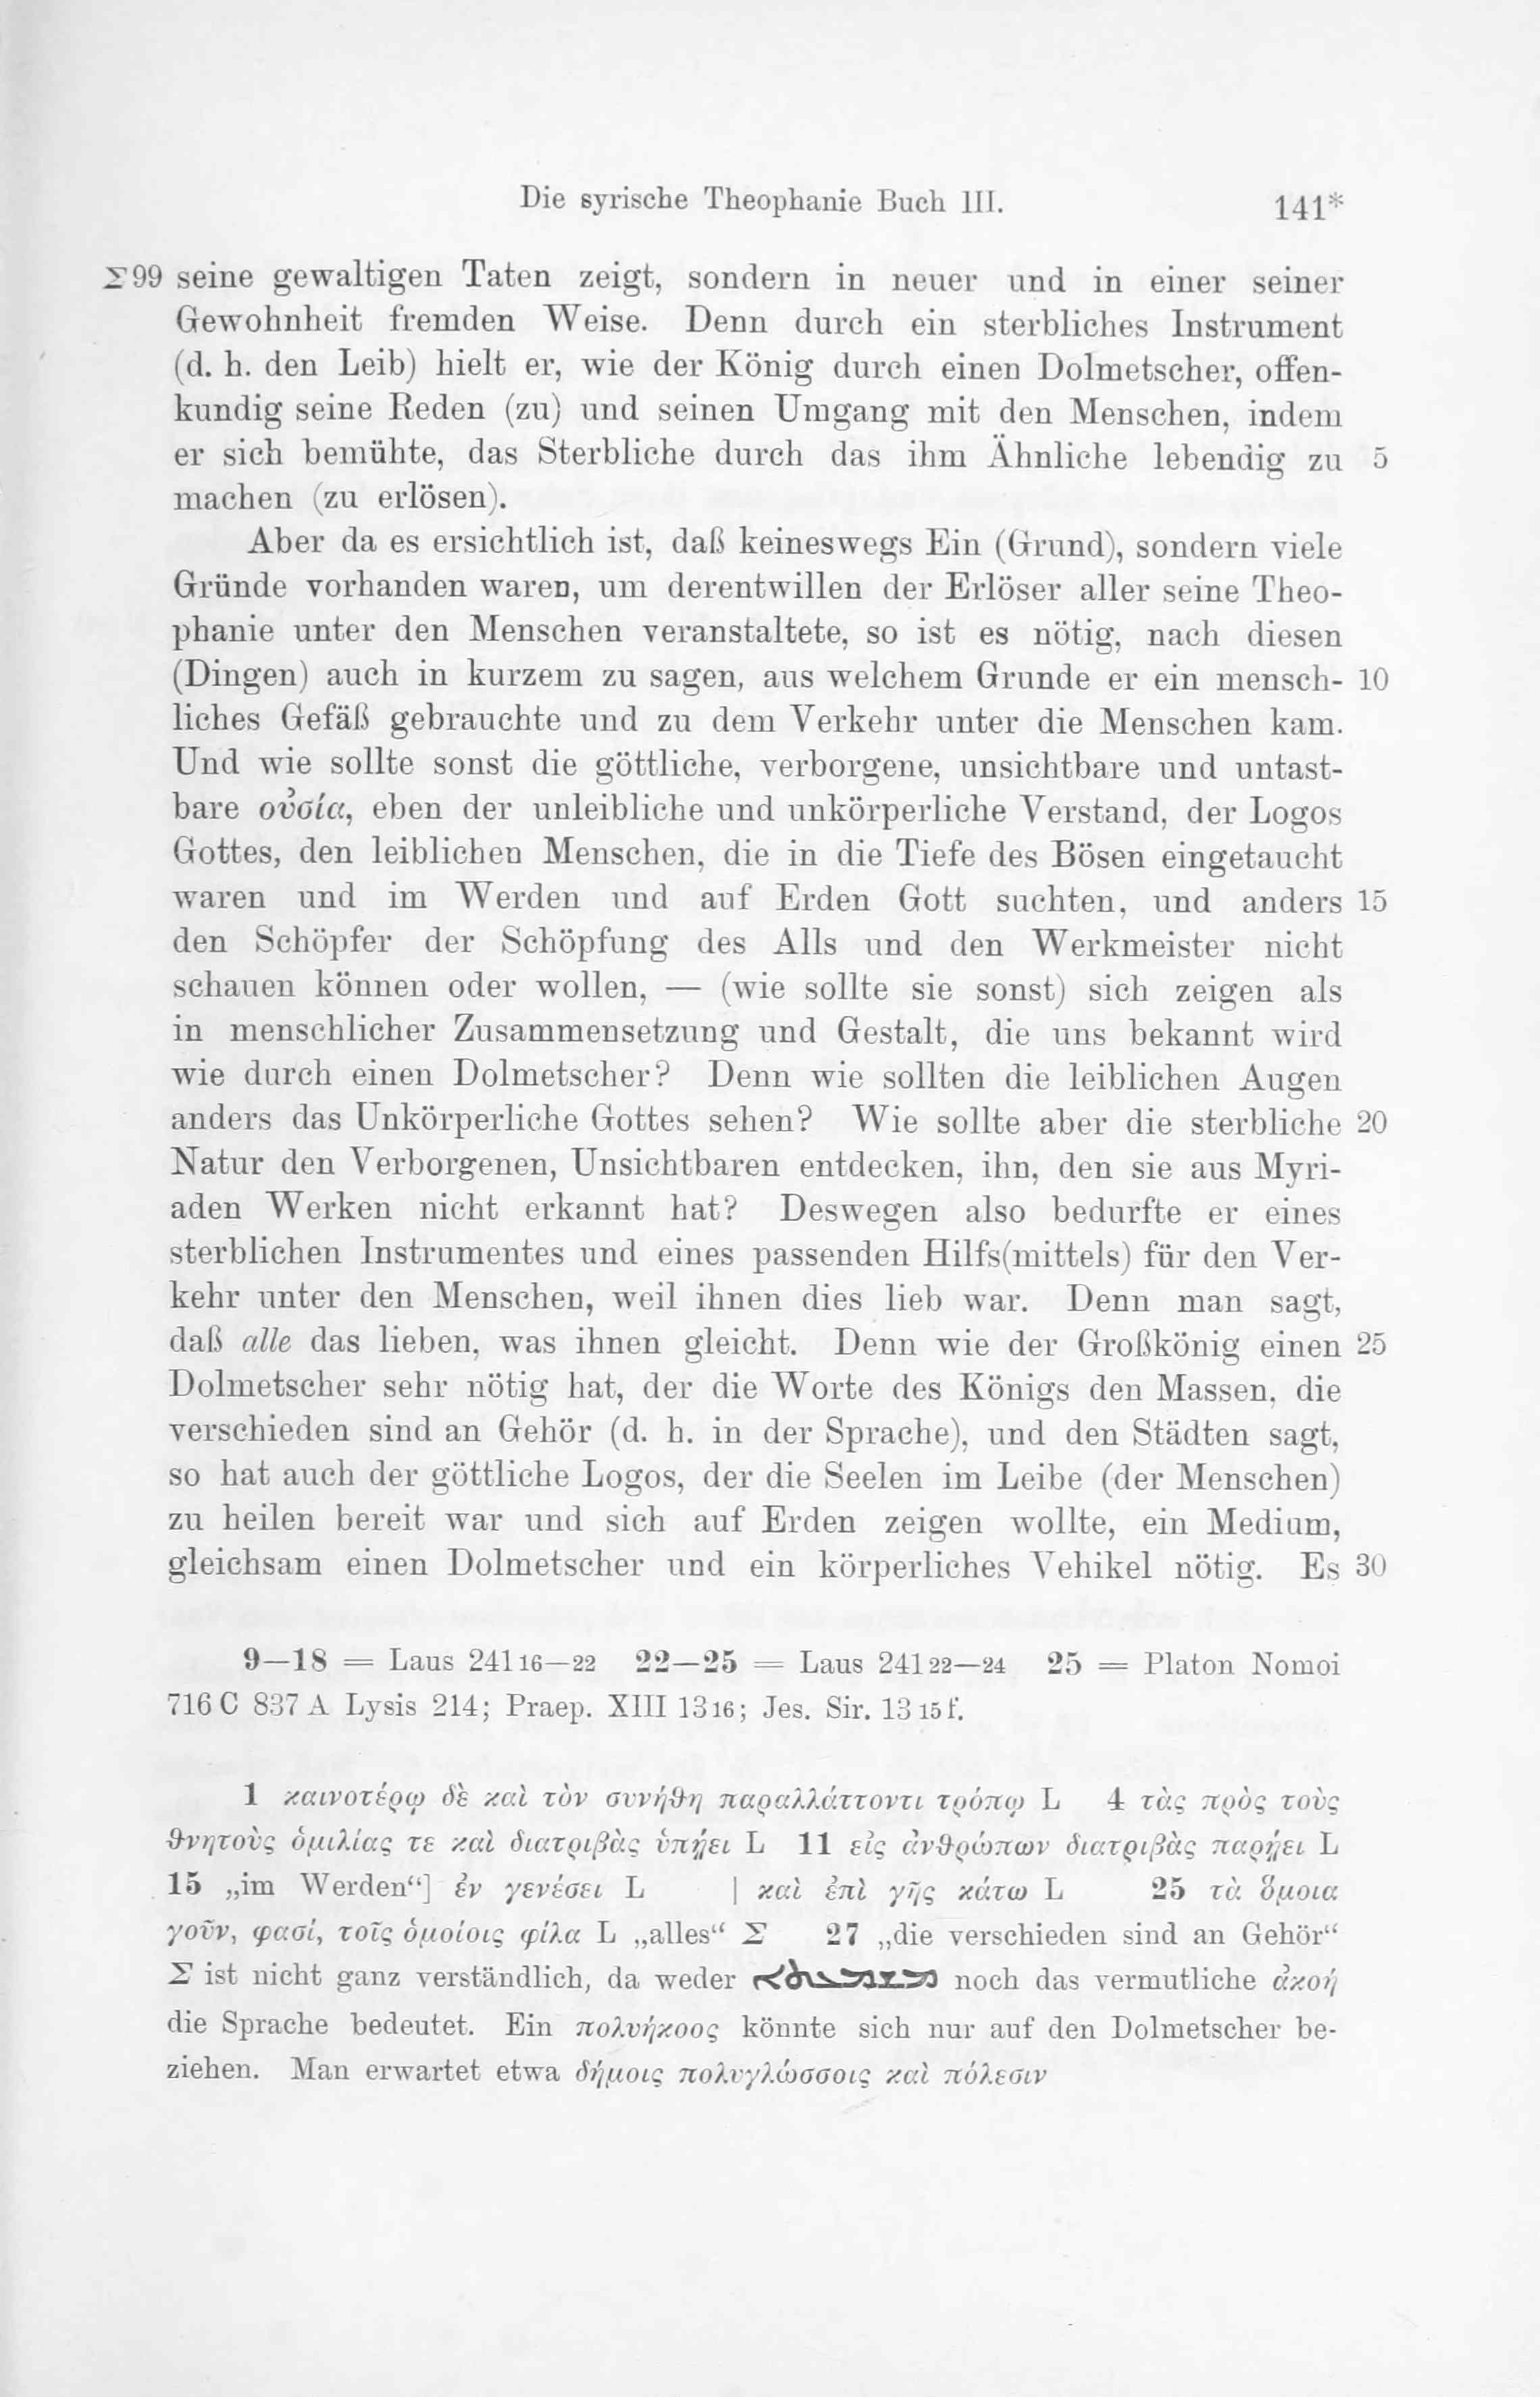 Die syrische Theophanie Buch III. 141*
Σ 99 seine gewaltigen Taten zeigt, sondern in neuer und in einer seiner
Gewohnheit fremden Weise. Denn durch ein sterbliches Instrument
(d. h. den Leib) hielt er, wie der König durch einen Dolmetscher, offen-
kundig seine Reden (zu) und seinen Umgang mit den Menschen, indem
er sich bemühte, das Sterbliche durch das ihm Ähnliche lebendig zu 5
machen (zu erlösen).
Aber da es ersichtlich ist, daß keineswegs Ein (Grund), sondern viele
Gründe vorhanden waren, um derentwillen der Erlöser aller seine Theo-
phanie unter den Menschen veranstaltete, so ist es nötig, nach diesen
(Dingen) auch in kurzem zu sagen, aus welchem Grunde er ein mensch- 10
liches Gefäß gebrauchte und zu dem Verkehr unter die Menschen kam.
Und wie sollte sonst die göttliche, verborgene, unsichtbare und untast-
bare οὐσία, eben der unleibliche und unkörperliche Verstand, der Logos
Gottes, den leiblichen Menschen, die in die Tiefe des Bösen eingetaucht
waren und im Werden und auf Erden Gott suchten, und anders 15
den Schöpfer der Schöpfung des Alls und den Werkmeister nicht
schauen können oder wollen, — (wie sollte sie sonst) sich zeigen als
in menschlicher Zusammensetzung und Gestalt, die uns bekannt wird
wie durch einen Dolmetscher? Denn wie sollten die leiblichen Augen
anders das Unkörperliche Gottes sehen? Wie sollte aber die sterbliche 20
Natur den Verborgenen, Unsichtbaren entdecken, ihn, den sie aus Myri-
aden Werken nicht erkannt hat? Deswegen also bedurfte er eines
sterblichen Instrumentes und eines passenden Hilfs(mittels) für den Ver-
kehr unter den Menschen, weil ihnen dies lieb war. Denn man sagt,
daß alle das lieben, was ihnen gleicht. Denn wie der Großkönig einen 25
Dolmetscher sehr nötig hat, der die Worte des Königs den Massen, die
verschieden sind an Gehör (d. h. in der Sprache), und den Städten sagt,
so hat auch der göttliche Logos, der die Seelen im Leibe (der Menschen)
zu heilen bereit war und sich auf Erden zeigen wollte, ein Medium,
gleichsam einen Dolmetscher und ein körperliches Vehikel nötig. Es 30
9—18 = Laus 241 16—22 22—25 = Laus 241 22—24 25 = Platon Nomoi
716 C 837 A Lysis 214; Praep. XIII 13 16; Jes. Sir. 13 15 f.
1 καινοτέρῳ δὲ καὶ τὸν συνήθη παραλλάττοντι τρόπῳ L 4 τὰς πρὸς τοὺς
θνητοὺς ὁμιλίας τε καὶ διατριβὰς ὑπῄει L 11 εἰς ἀνθρώπων διατριβὰς παρῄει L
15 „im Werden“] ἐν γενέσει L | καὶ ἐπὶ γῆς κάτω L 25 τὰ ὅμοια
γοῦν, φασί, τοῖς ὁμοίοις φίλα L „alles“ Σ 27 „die verschieden sind an Gehör“
Σ ist nicht ganz verständlich, da weder ܡܫܡܥܬܐ noch das vermutliche ἀκοή
die Sprache bedeutet. Ein πολυήκοος könnte sich nur auf den Dolmetscher be-
ziehen. Man erwartet etwa δήμοις πολυγλώσσοις καὶ πόλεσιν